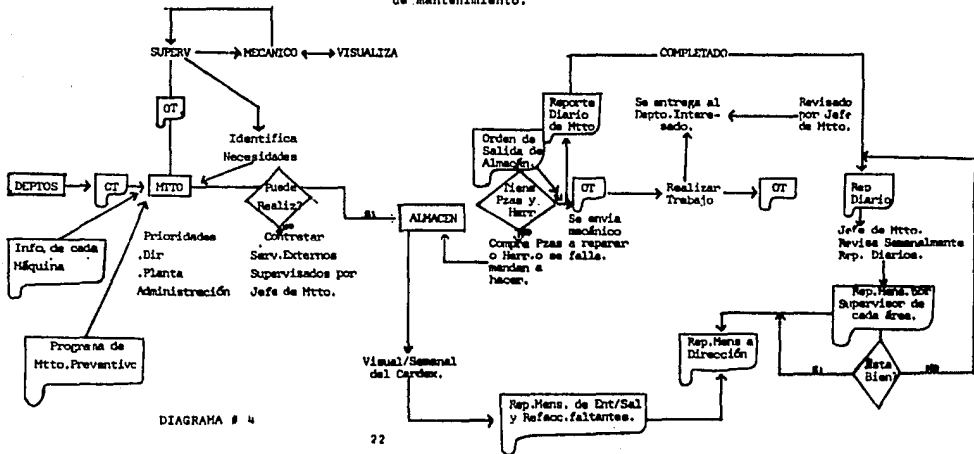 de mantenimiento.
SUPERV
MECANICO
VISUALIZA
COMPLETADO
OT
Identifica
Necesidades
DEPTOS
OT
MTTO
Puede
Realiz?
SI
ALMACEN
NO
Contratar
Serv.Externos
Supervisados por
Jefe de Mtto.
Info. de cada
Máquina
Prioridades
.Dir
.Planta
Administración
Programa de
Mtto.Preventivo
Reporte
Diario
de Mtto
Orden de
Salida de
Almacén.
Tiene
Pzas y
Herr
OT
Se envia
mecánico
a reparar
se falla.
NO
Compra Pzas
o Herr.o
mandan a
hacer.
Realizar
Trabajo
OT
Se entrega al
Depto.Intere-
sado.
Revisado
por Jefe
de Mtto.
Rep
Diario
Jefe de Mtto.
Revisa Semanalmente
Rep. Diarios.
Rep.Mens.por
Supervisor de
cada Área.
Está
Bien?
SI
NO
Rep.Mens a
Dirección
Visual/Semanal
del Cardex.
Rep.Mens. de Ent/Sal
y Refacc.faltantes.
DIAGRAMA # 4
22